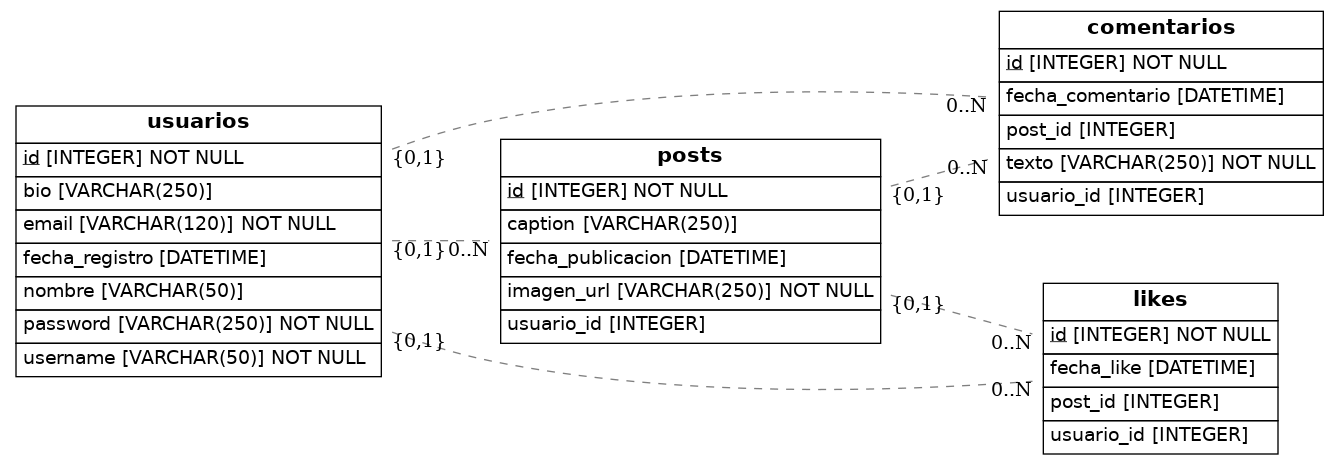 usuarios
id [INTEGER] NOT NULL
bio [VARCHAR(250)]
email [VARCHAR(120)] NOT NULL
fecha_registro [DATETIME]
nombre [VARCHAR(50)]
password [VARCHAR(250)] NOT NULL
username [VARCHAR(50)] NOT NULL
{0,1}
0..N
{0,1}
0..N
{0,1}
0..N
posts
id [INTEGER] NOT NULL
caption [VARCHAR(250)]
fecha_publicacion [DATETIME]
imagen_url [VARCHAR(250)] NOT NULL
usuario_id [INTEGER]
{0,1}
0..N
{0,1}
0..N
comentarios
id [INTEGER] NOT NULL
fecha_comentario [DATETIME]
post_id [INTEGER]
texto [VARCHAR(250)] NOT NULL
usuario_id [INTEGER]
likes
id [INTEGER] NOT NULL
fecha_like [DATETIME]
post_id [INTEGER]
usuario_id [INTEGER]